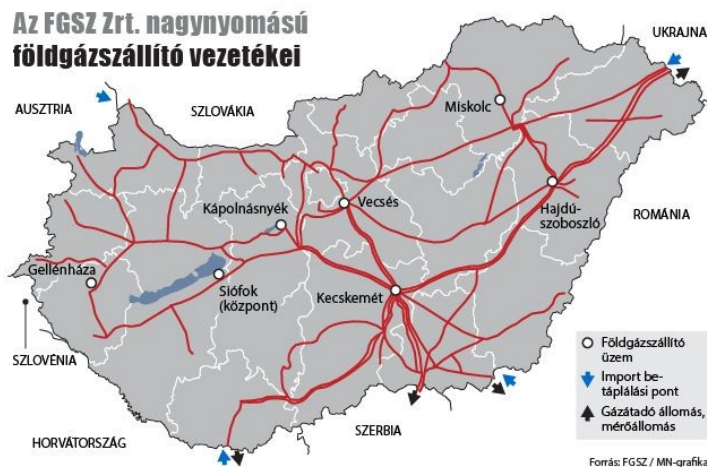 Az FGSZ Zrt. nagynyomású
földgázszállító vezetékei
UKRAJNA
AUSZTRIA
SZLOVÁKIA
Miskolc
Kápolnásnyék
Vecsés
Hajdú-
szoboszló
ROMÁNIA
Gellénháza
Siófok
(központ)
Kecskemét
SZLOVÉNIA
HORVÁTORSZÁG
SZERBIA
Földgázszállító
üzem
Import be-
táplálási pont
Gázátadó állomás,
mérőállomás
Forrás: FGSZ / MN-grafika